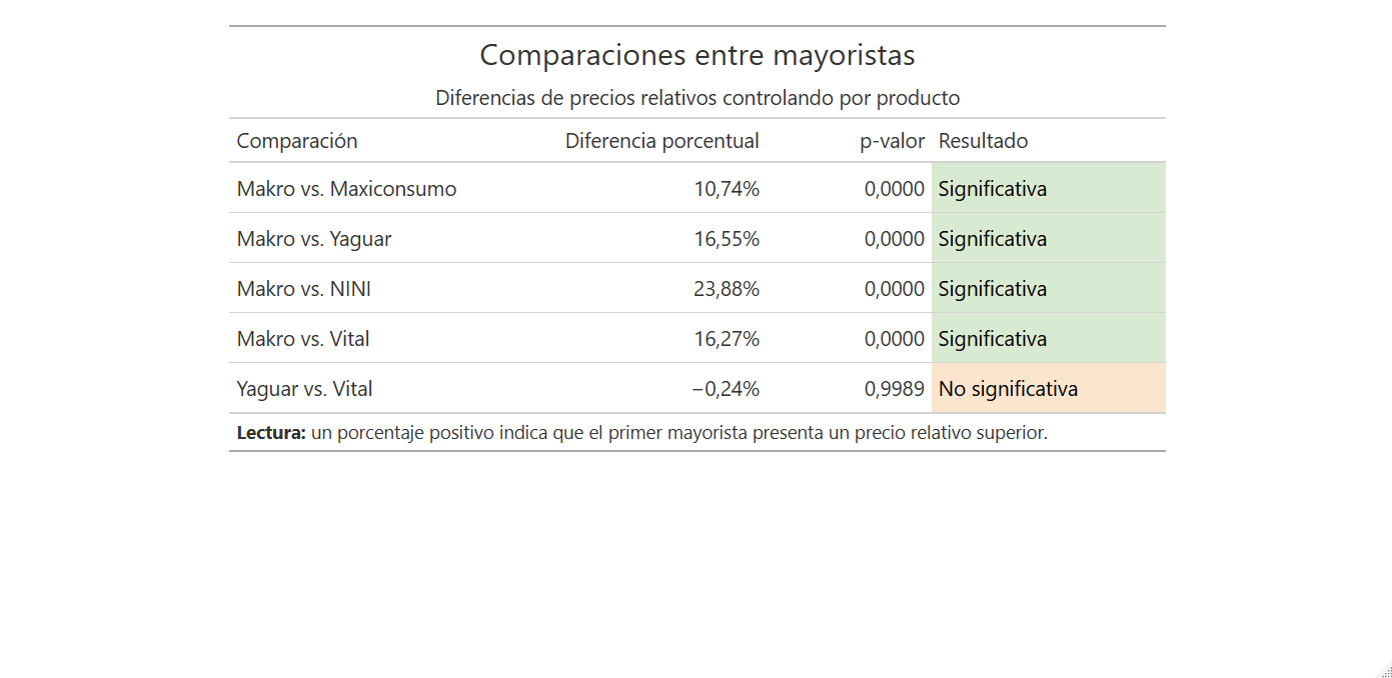 Comparaciones entre mayoristas
Diferencias de precios relativos controlando por producto
Comparación Diferencia porcentual p-valor Resultado
Makro vs. Maxiconsumo 10,74% 0,0000 Significativa
Makro vs. Yaguar 16,55% 0,0000 Significativa
Makro vs. NINI 23,88% 0,0000 Significativa
Makro vs. Vital 16,27% 0,0000 Significativa
Yaguar vs. Vital −0,24% 0,9989 No significativa
Lectura: un porcentaje positivo indica que el primer mayorista presenta un precio relativo superior.